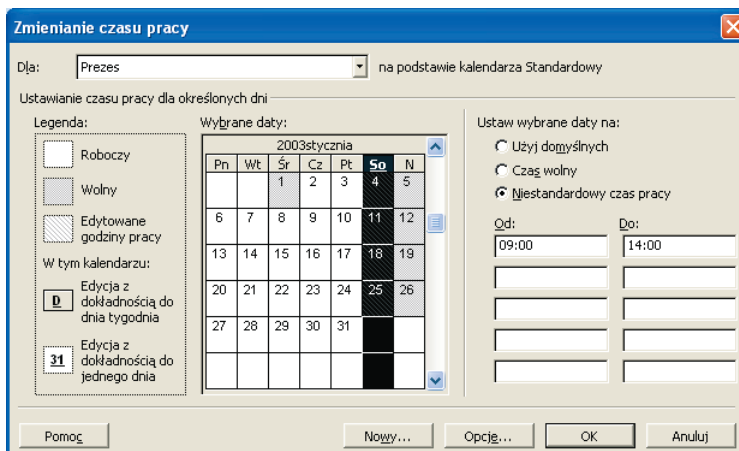 Zmienianie czasu pracy
Dla: Prezes na podstawie kalendarza Standardowy
Ustawianie czasu pracy dla określonych dni
Legenda:
Roboczy
Wolny
Edytowane
godziny pracy
W tym kalendarzu:
D Edycja z
dokładnością do
dnia tygodnia
31 Edycja z
dokładnością do
jednego dnia
Wybrane daty:
2003stycznia
Pn Wt Śr Cz Pt So N
1 2 3 4 5
6 7 8 9 10 11 12
13 14 15 16 17 18 19
20 21 22 23 24 25 26
27 28 29 30 31
Ustaw wybrane daty na:
Użyj domyślnych
Czas wolny
Niestandardowy czas pracy
Od: Do:
09:00 14:00
Pomoc Nowy... Opcje... OK Anuluj